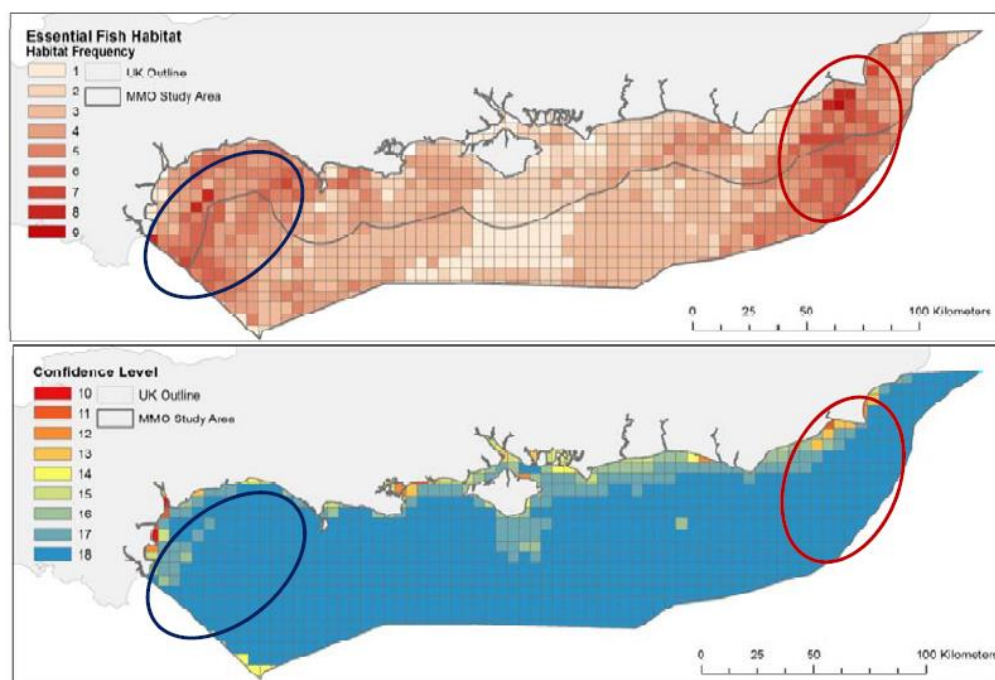 Essential Fish Habitat
Habitat Frequency
1
UK Outline
2
MMO Study Area
3
4
5
6
7
8
9
0 25 50 100 Kilometers
Confidence Level
10
UK Outline
11
MMO Study Area
12
13
14
15
16
17
18
0 25 50 100 Kilometers